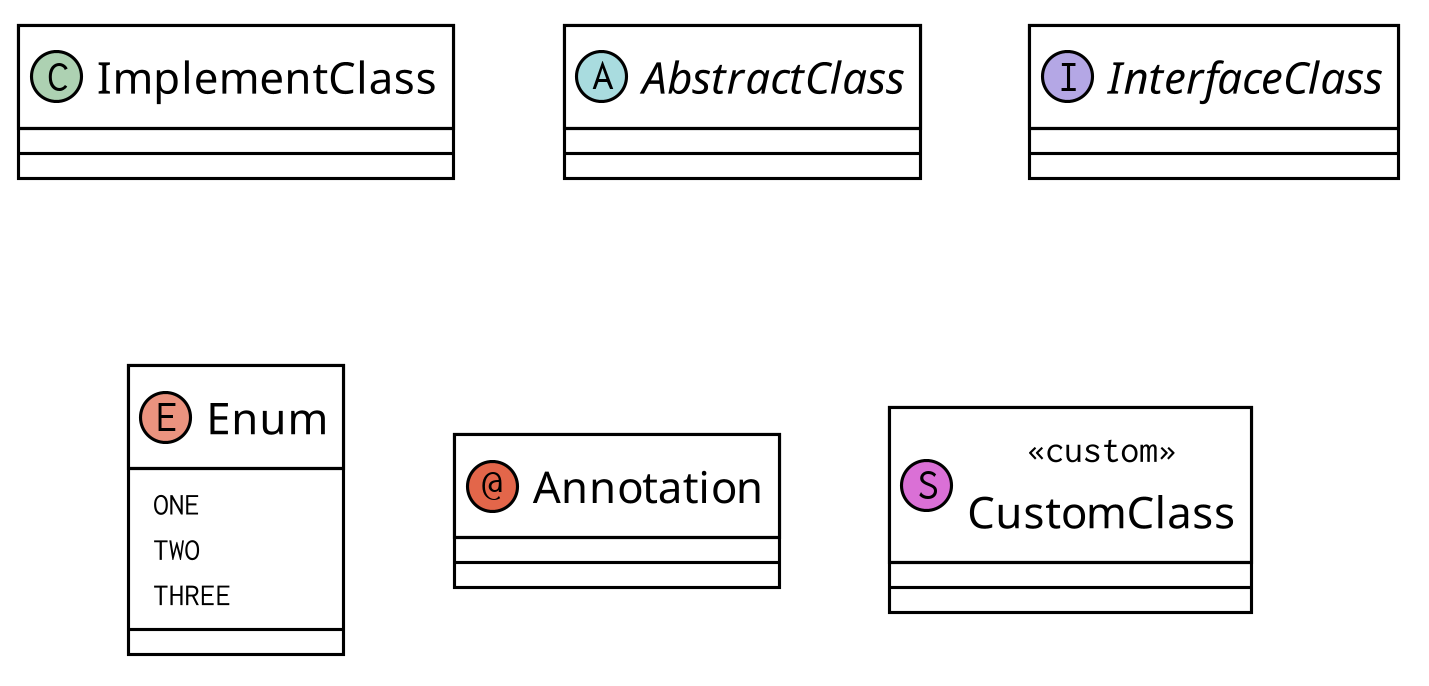 C ImplementClass
A AbstractClass
I InterfaceClass
E Enum
ONE
TWO
THREE
@ Annotation
«custom»
S CustomClass